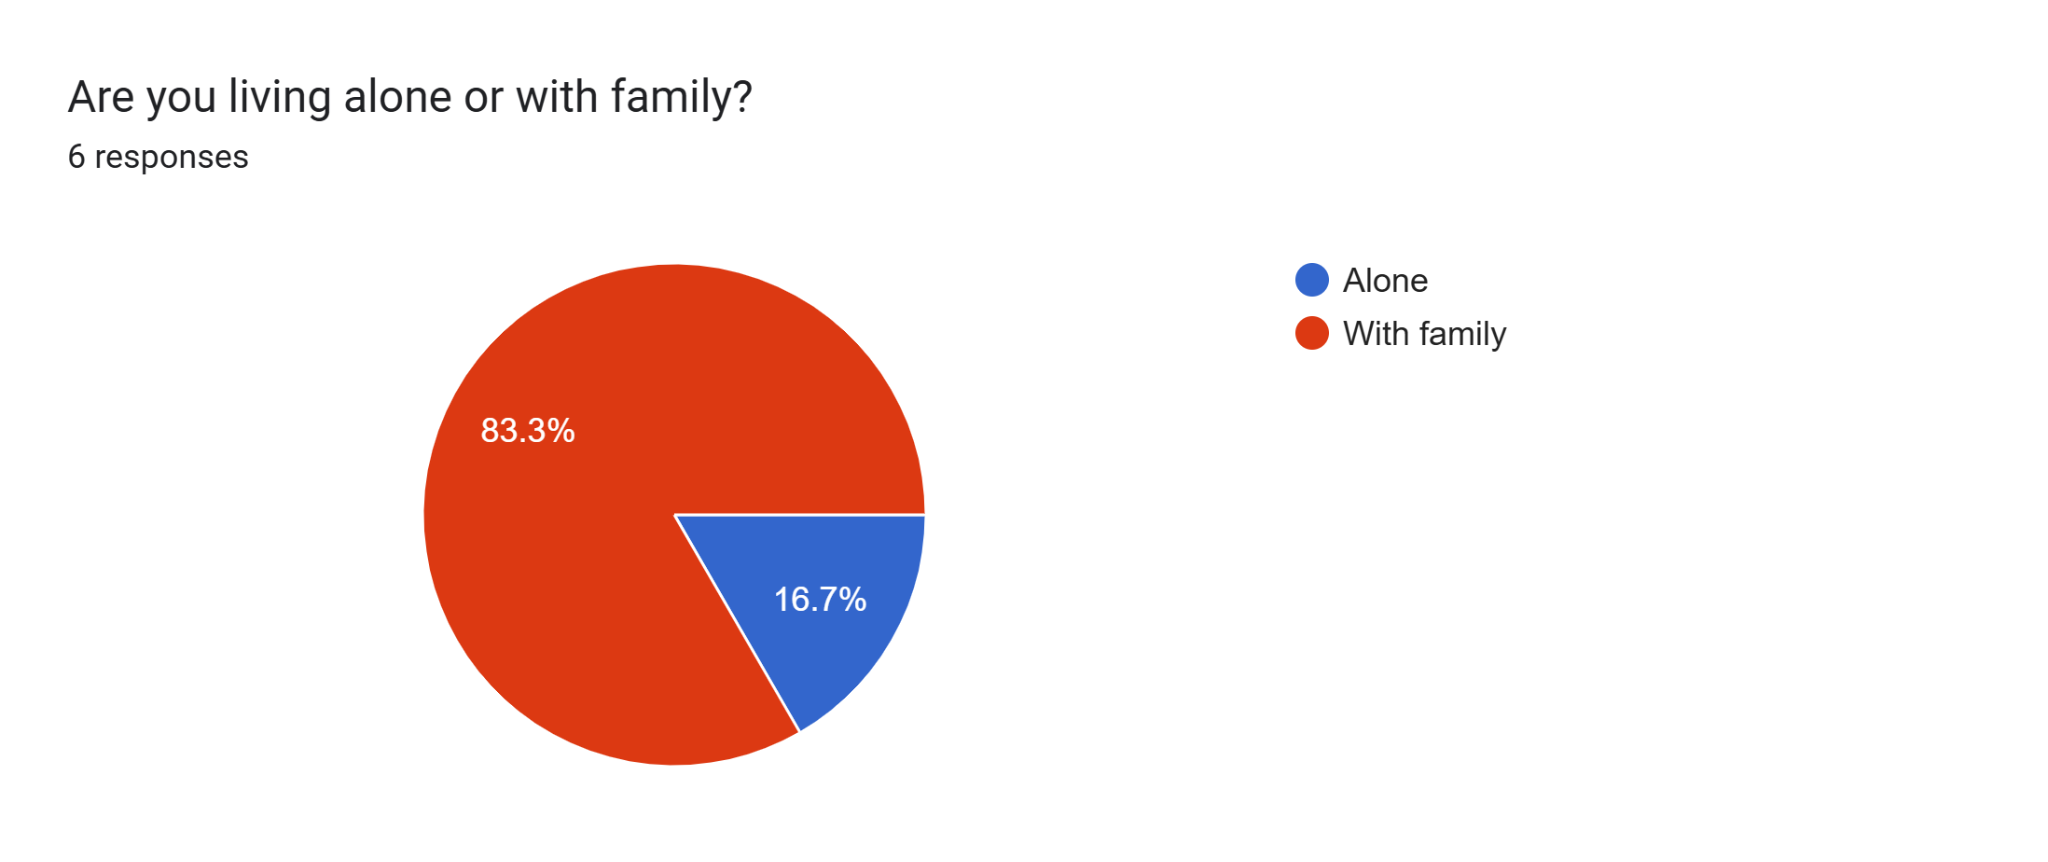 Are you living alone or with family?
6 responses
Alone
With family
83.3%
16.7%